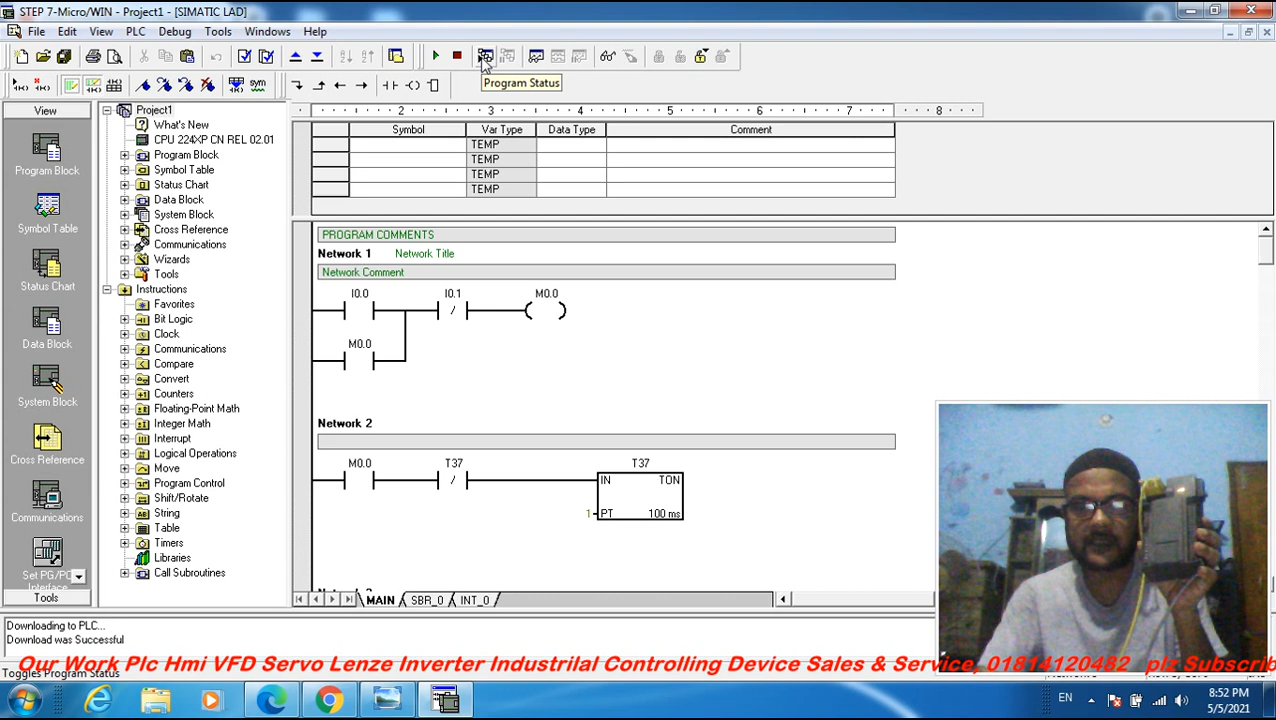 STEP 7-Micro/WIN - Project1 - [SIMATIC LAD]
File Edit View PLC Debug Tools Windows Help
sym
Program Status
View
Program Block
Symbol Table
Status Chart
Data Block
System Block
Cross Reference
Communications
Set PG/PC
Interface
Tools
Project1
What's New
CPU 224XP CN REL 02.01
Program Block
Symbol Table
Status Chart
Data Block
System Block
Cross Reference
Communications
Wizards
Tools
Instructions
Favorites
Bit Logic
Clock
Communications
Compare
Convert
Counters
Floating-Point Math
Integer Math
Interrupt
Logical Operations
Move
Program Control
Shift/Rotate
String
Table
Timers
Libraries
Call Subroutines
2 3 4 5 6 7 8
Symbol Var Type Data Type Comment
TEMP
TEMP
TEMP
TEMP
PROGRAM COMMENTS
Network 1 Network Title
Network Comment
I0.0 I0.1 M0.0
M0.0
Network 2
M0.0 T37 T37
IN TON
1 PT 100 ms
MAIN SBR_0 INT_0
Downloading to PLC...
Download was Successful
Our Work Plc Hmi VFD Servo Lenze Inverter Industrilal Controlling Device Sales & Service, 01814120482 plz Subscrib
Toggles Program Status
EN
8:52 PM
5/5/2021